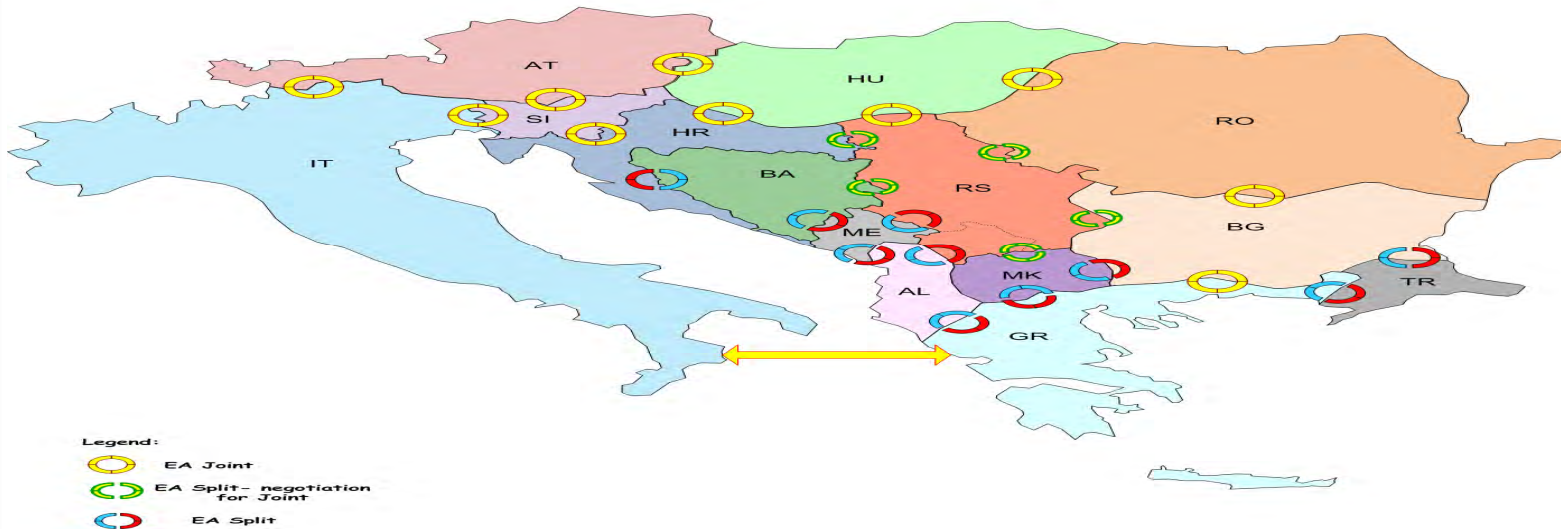 AT
HU
RO
SI
HR
IT
BA
RS
ME
BG
MK
AL
TR
GR
Legend:
EA Joint
EA Split- negotiation
for Joint
EA Split